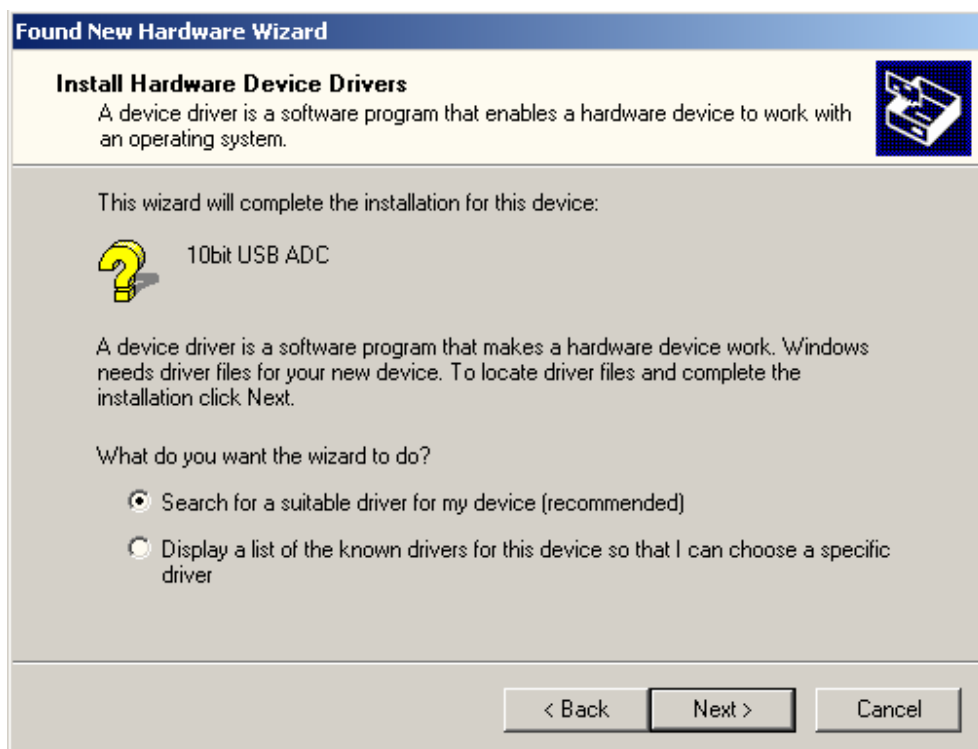 Found New Hardware Wizard
Install Hardware Device Drivers
A device driver is a software program that enables a hardware device to work with
an operating system.
This wizard will complete the installation for this device:
10bit USB ADC
A device driver is a software program that makes a hardware device work. Windows
needs driver files for your new device. To locate driver files and complete the
installation click Next.
What do you want the wizard to do?
Search for a suitable driver for my device (recommended)
Display a list of the known drivers for this device so that I can choose a specific
driver
< Back
Next >
Cancel